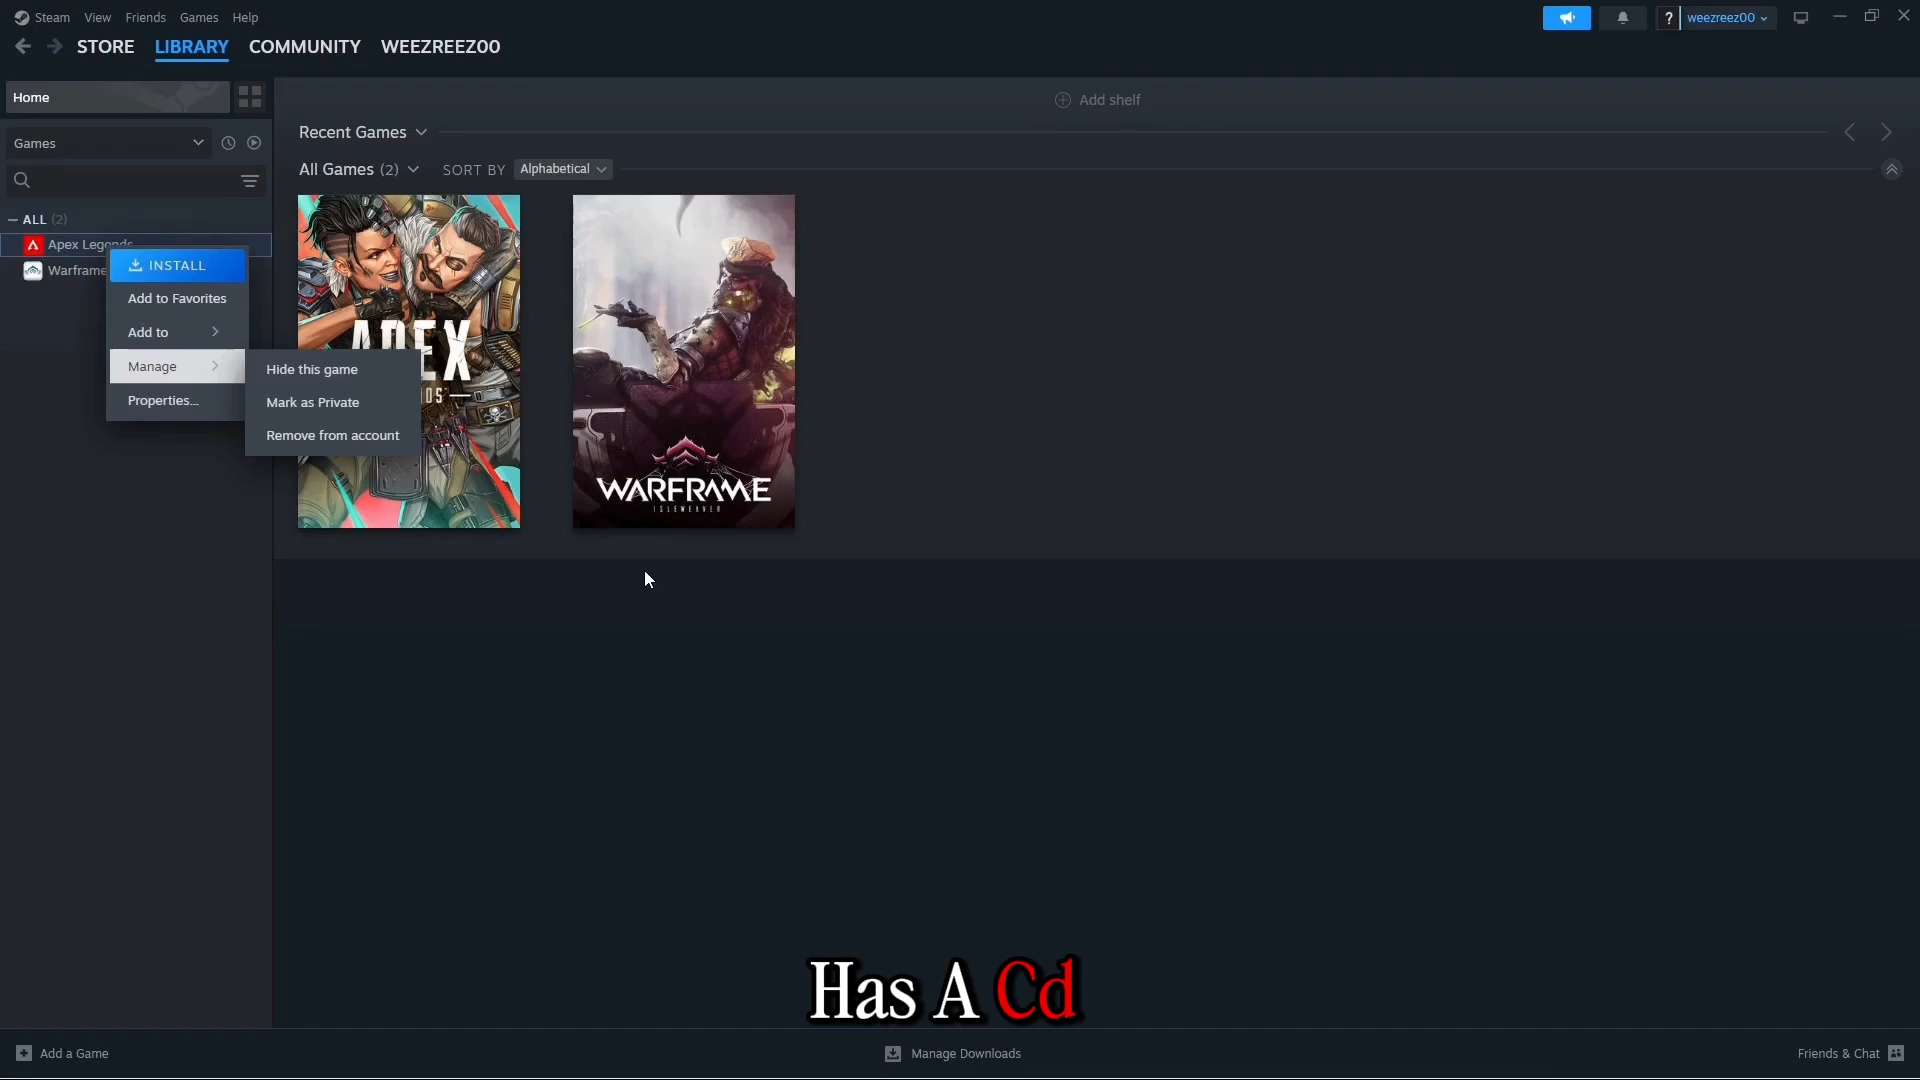 Steam View Friends Games Help
? weezreez00
STORE LIBRARY COMMUNITY WEEZREEZ00
Home
Add shelf
Games
Recent Games
All Games (2) SORT BY Alphabetical
ALL (2)
Apex Legends
Warframe
INSTALL
Add to Favorites
Add to
Manage
Properties...
Hide this game
Mark as Private
Remove from account
APEX
WARFRAME
ISLEWEAVER
Has A Cd
Add a Game
Manage Downloads
Friends & Chat